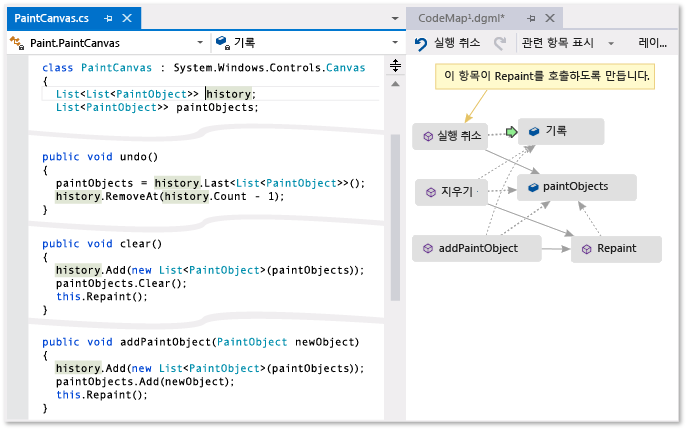 PaintCanvas.cs
Paint.PaintCanvas
기록
class PaintCanvas : System.Windows.Controls.Canvas
{
List<List<PaintObject>> history;
List<PaintObject>> paintObjects;
public void undo()
{
paintObjects = history.Last<List<PaintObject>>();
history.RemoveAt(history.Count - 1);
}
public void clear()
{
history.Add(new List<PaintObject>(paintObjects));
paintObjects.Clear();
this.Repaint();
}
public void addPaintObject(PaintObject newObject)
{
history.Add(new List<PaintObject>(paintObjects));
paintObjects.Add(newObject);
this.Repaint();
}
CodeMap1.dgml*
실행 취소
관련 항목 표시
레이...
이 항목이 Repaint를 호출하도록 만듭니다.
실행 취소
기록
지우기
paintObjects
addPaintObject
Repaint